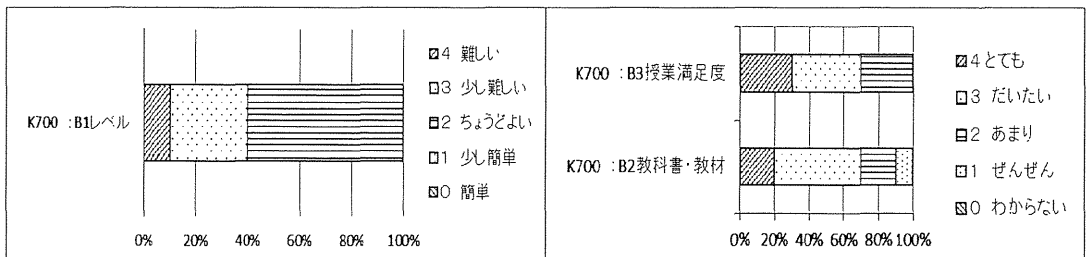 K700 :B1レベル
4 難しい
3 少し難しい
2 ちょうどよい
1 少し簡単
0 簡単
0% 20% 40% 60% 80% 100%
K700 :B3授業満足度
K700 :B2教科書・教材
4 とても
3 だいたい
2 あまり
1 ぜんぜん
0 わからない
0% 20% 40% 60% 80% 100%